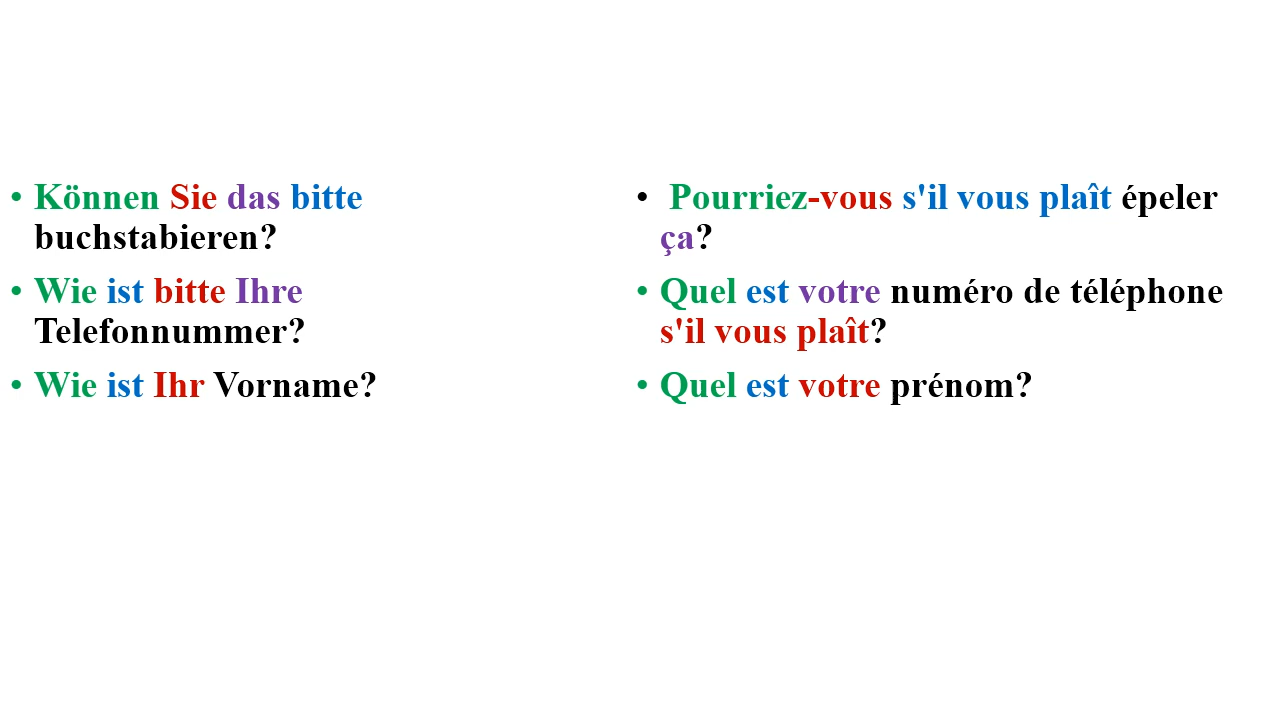 • Können Sie das bitte
buchstabieren?
• Wie ist bitte Ihre
Telefonnummer?
• Wie ist Ihr Vorname?
• Pourriez-vous s'il vous plaît épeler
ça?
• Quel est votre numéro de téléphone
s'il vous plaît?
• Quel est votre prénom?